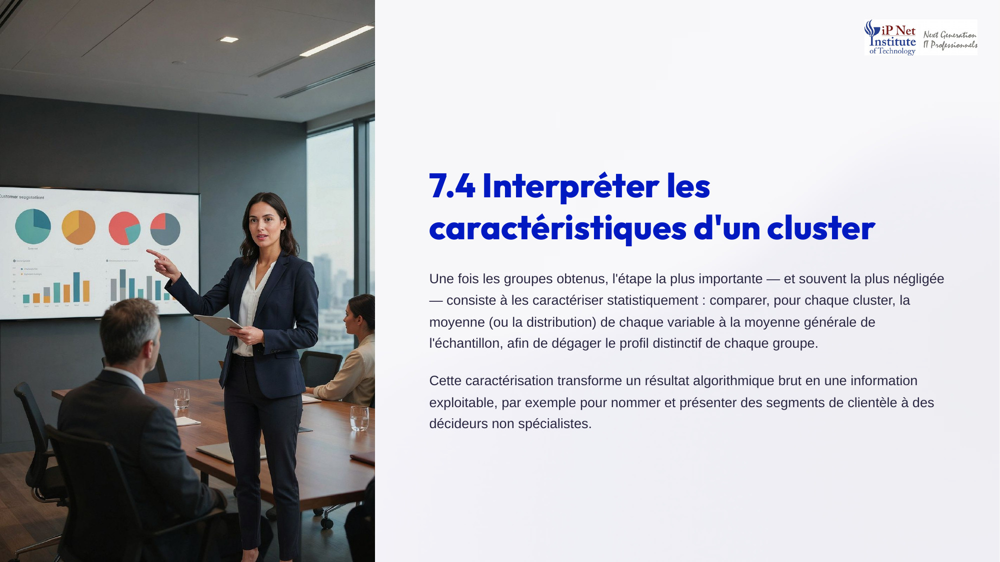 iP Net
Institute
of Technology
Next Generation
IT Professionnels
Customer seggetationt
7.4 Interpréter les
caractéristiques d'un cluster
Une fois les groupes obtenus, l'étape la plus importante — et souvent la plus négligée
— consiste à les caractériser statistiquement : comparer, pour chaque cluster, la
moyenne (ou la distribution) de chaque variable à la moyenne générale de
l'échantillon, afin de dégager le profil distinctif de chaque groupe.
Cette caractérisation transforme un résultat algorithmique brut en une information
exploitable, par exemple pour nommer et présenter des segments de clientèle à des
décideurs non spécialistes.